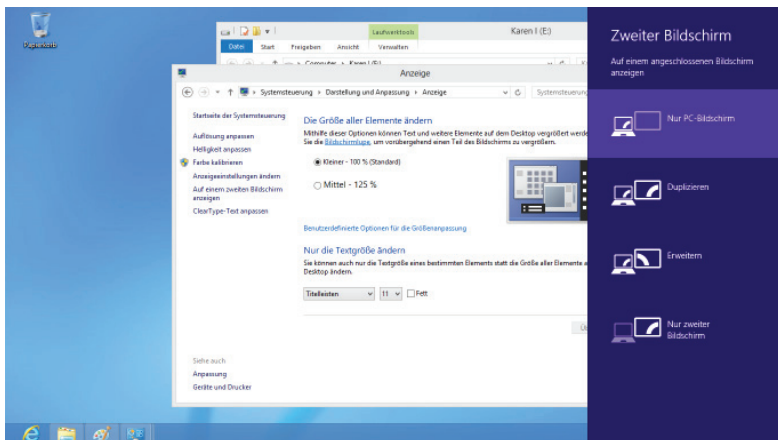 Papierkorb
Laufwerktools
Karen I (E:)
Datei Start Freigeben Ansicht Verwalten
Computer Karen I (E:)
Anzeige
Systemsteuerung Darstellung und Anpassung Anzeige
Systemsteuerung
Startseite der Systemsteuerung
Auflösung anpassen
Helligkeit anpassen
Farbe kalibrieren
Anzeigeeinstellungen ändern
Auf einem zweiten Bildschirm
anzeigen
ClearType-Text anpassen
Siehe auch
Anpassung
Geräte und Drucker
Die Größe aller Elemente ändern
Mithilfe dieser Optionen können Text und weitere Elemente auf dem Desktop vergrößert werde
Sie die Bildschirmlupe, um vorübergehend einen Teil des Bildschirms zu vergrößern.
Kleiner - 100 % (Standard)
Mittel - 125 %
Benutzerdefinierte Optionen für die Größenanpassung
Nur die Textgröße ändern
Sie können auch nur die Textgröße eines bestimmten Elements statt die Größe aller Elemente a
Desktop ändern.
Titelleisten 11 Fett
Zweiter Bildschirm
Auf einem angeschlossenen Bildschirm
anzeigen
Nur PC-Bildschirm
Duplizieren
Erweitern
Nur zweiter
Bildschirm